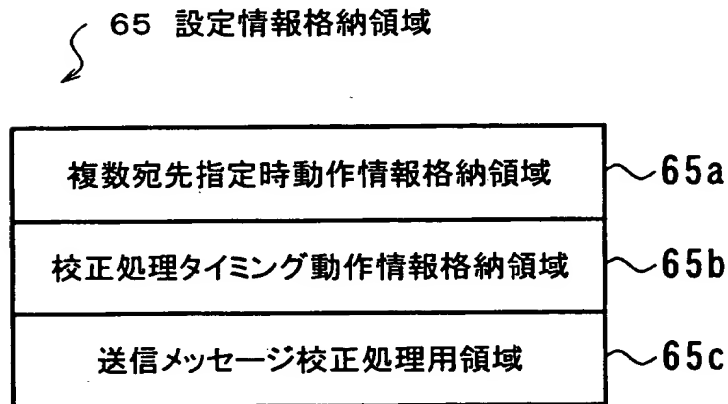 65 設定情報格納領域
複数宛先指定時動作情報格納領域 65a
校正処理タイミング動作情報格納領域 65b
送信メッセージ校正処理用領域 65c